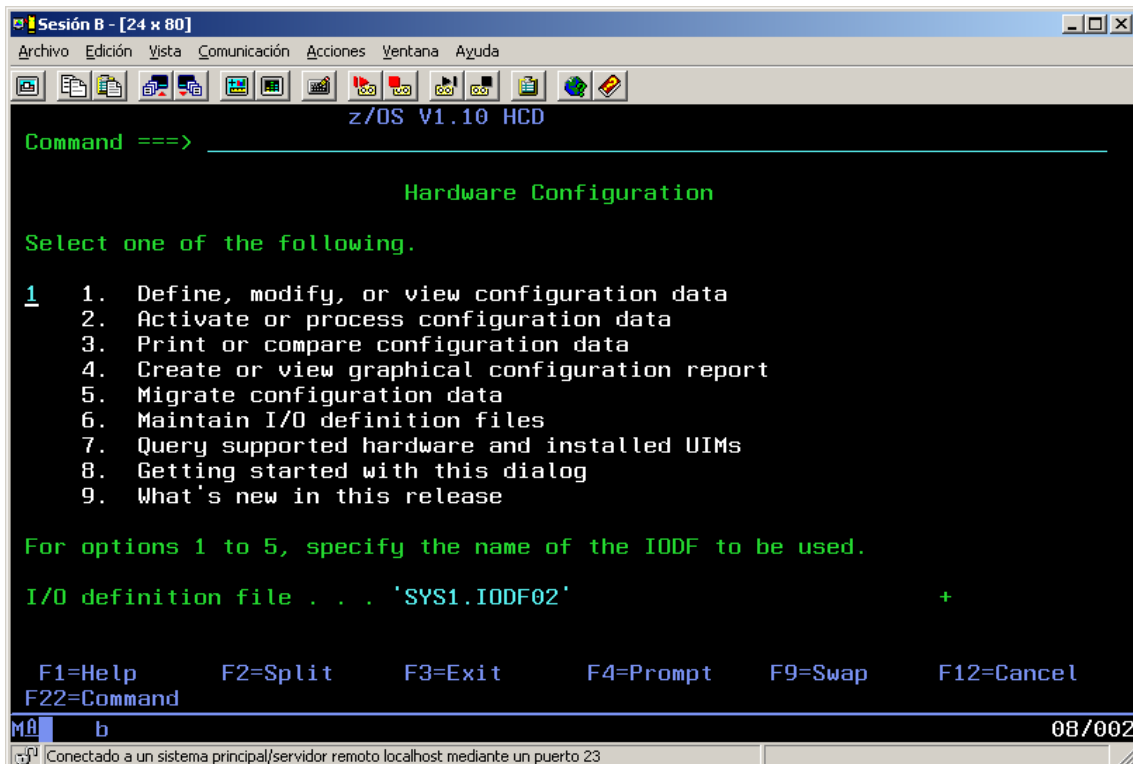 Sesión B - [24 x 80]
Archivo Edición Vista Comunicación Acciones Ventana Ayuda
z/OS V1.10 HCD
Command ===> 
Hardware Configuration
Select one of the following.
1 1. Define, modify, or view configuration data
2. Activate or process configuration data
3. Print or compare configuration data
4. Create or view graphical configuration report
5. Migrate configuration data
6. Maintain I/O definition files
7. Query supported hardware and installed UIMs
8. Getting started with this dialog
9. What's new in this release
For options 1 to 5, specify the name of the IODF to be used.
I/O definition file . . . 'SYS1.IODF02' +
F1=Help F2=Split F3=Exit F4=Prompt F9=Swap F12=Cancel
F22=Command
MA b 08/002
Conectado a un sistema principal/servidor remoto localhost mediante un puerto 23